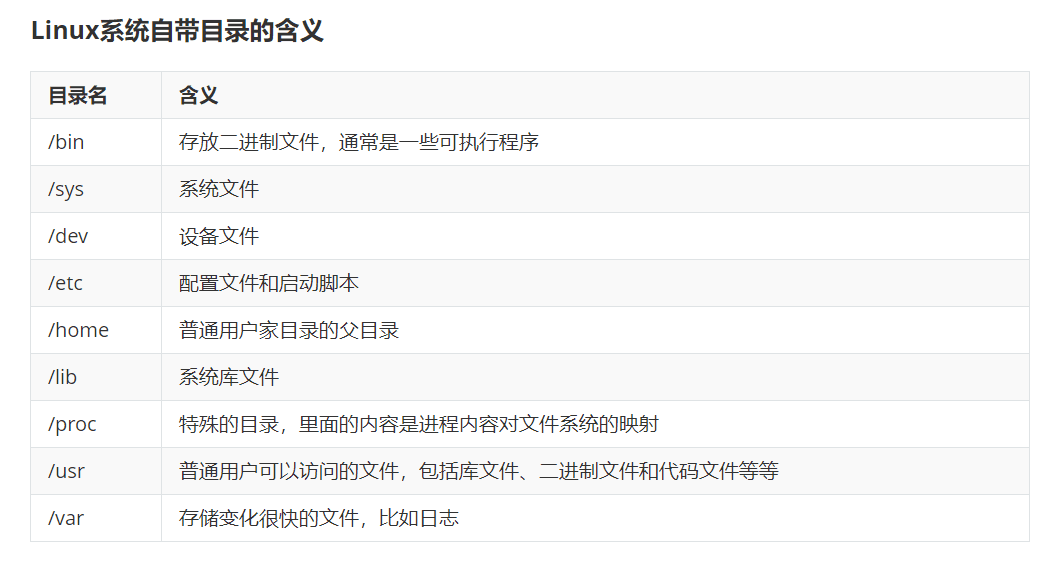 Linux系统自带目录的含义
目录名 含义
/bin 存放二进制文件，通常是一些可执行程序
/sys 系统文件
/dev 设备文件
/etc 配置文件和启动脚本
/home 普通用户家目录的父目录
/lib 系统库文件
/proc 特殊的目录，里面的内容是进程内容对文件系统的映射
/usr 普通用户可以访问的文件，包括库文件、二进制文件和代码文件等等
/var 存储变化很快的文件，比如日志